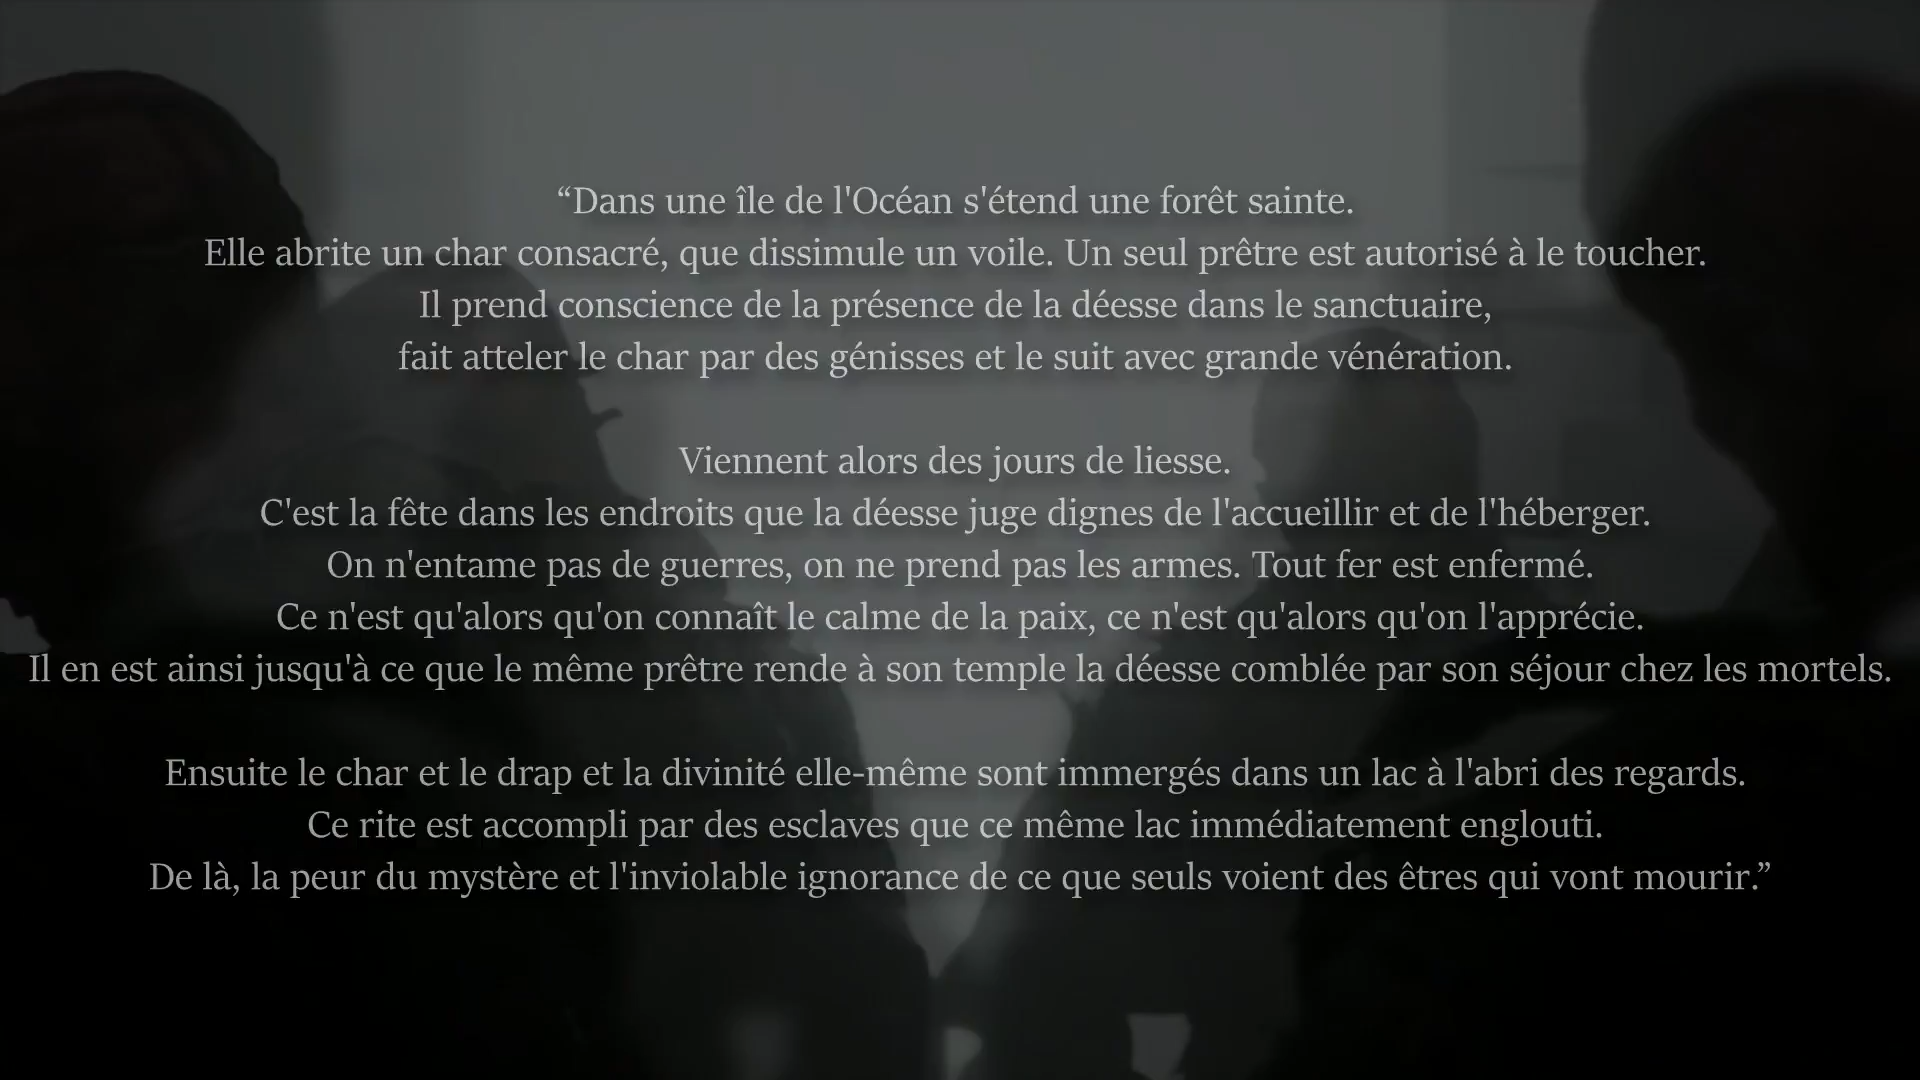 “Dans une île de l'Océan s'étend une forêt sainte.
Elle abrite un char consacré, que dissimule un voile. Un seul prêtre est autorisé à le toucher.
Il prend conscience de la présence de la déesse dans le sanctuaire,
fait atteler le char par des génisses et le suit avec grande vénération.
Viennent alors des jours de liesse.
C'est la fête dans les endroits que la déesse juge dignes de l'accueillir et de l'héberger.
On n'entame pas de guerres, on ne prend pas les armes. Tout fer est enfermé.
Ce n'est qu'alors qu'on connaît le calme de la paix, ce n'est qu'alors qu'on l'apprécie.
Il en est ainsi jusqu'à ce que le même prêtre rende à son temple la déesse comblée par son séjour chez les mortels.
Ensuite le char et le drap et la divinité elle-même sont immergés dans un lac à l'abri des regards.
Ce rite est accompli par des esclaves que ce même lac immédiatement englouti.
De là, la peur du mystère et l'inviolable ignorance de ce que seuls voient des êtres qui vont mourir.”